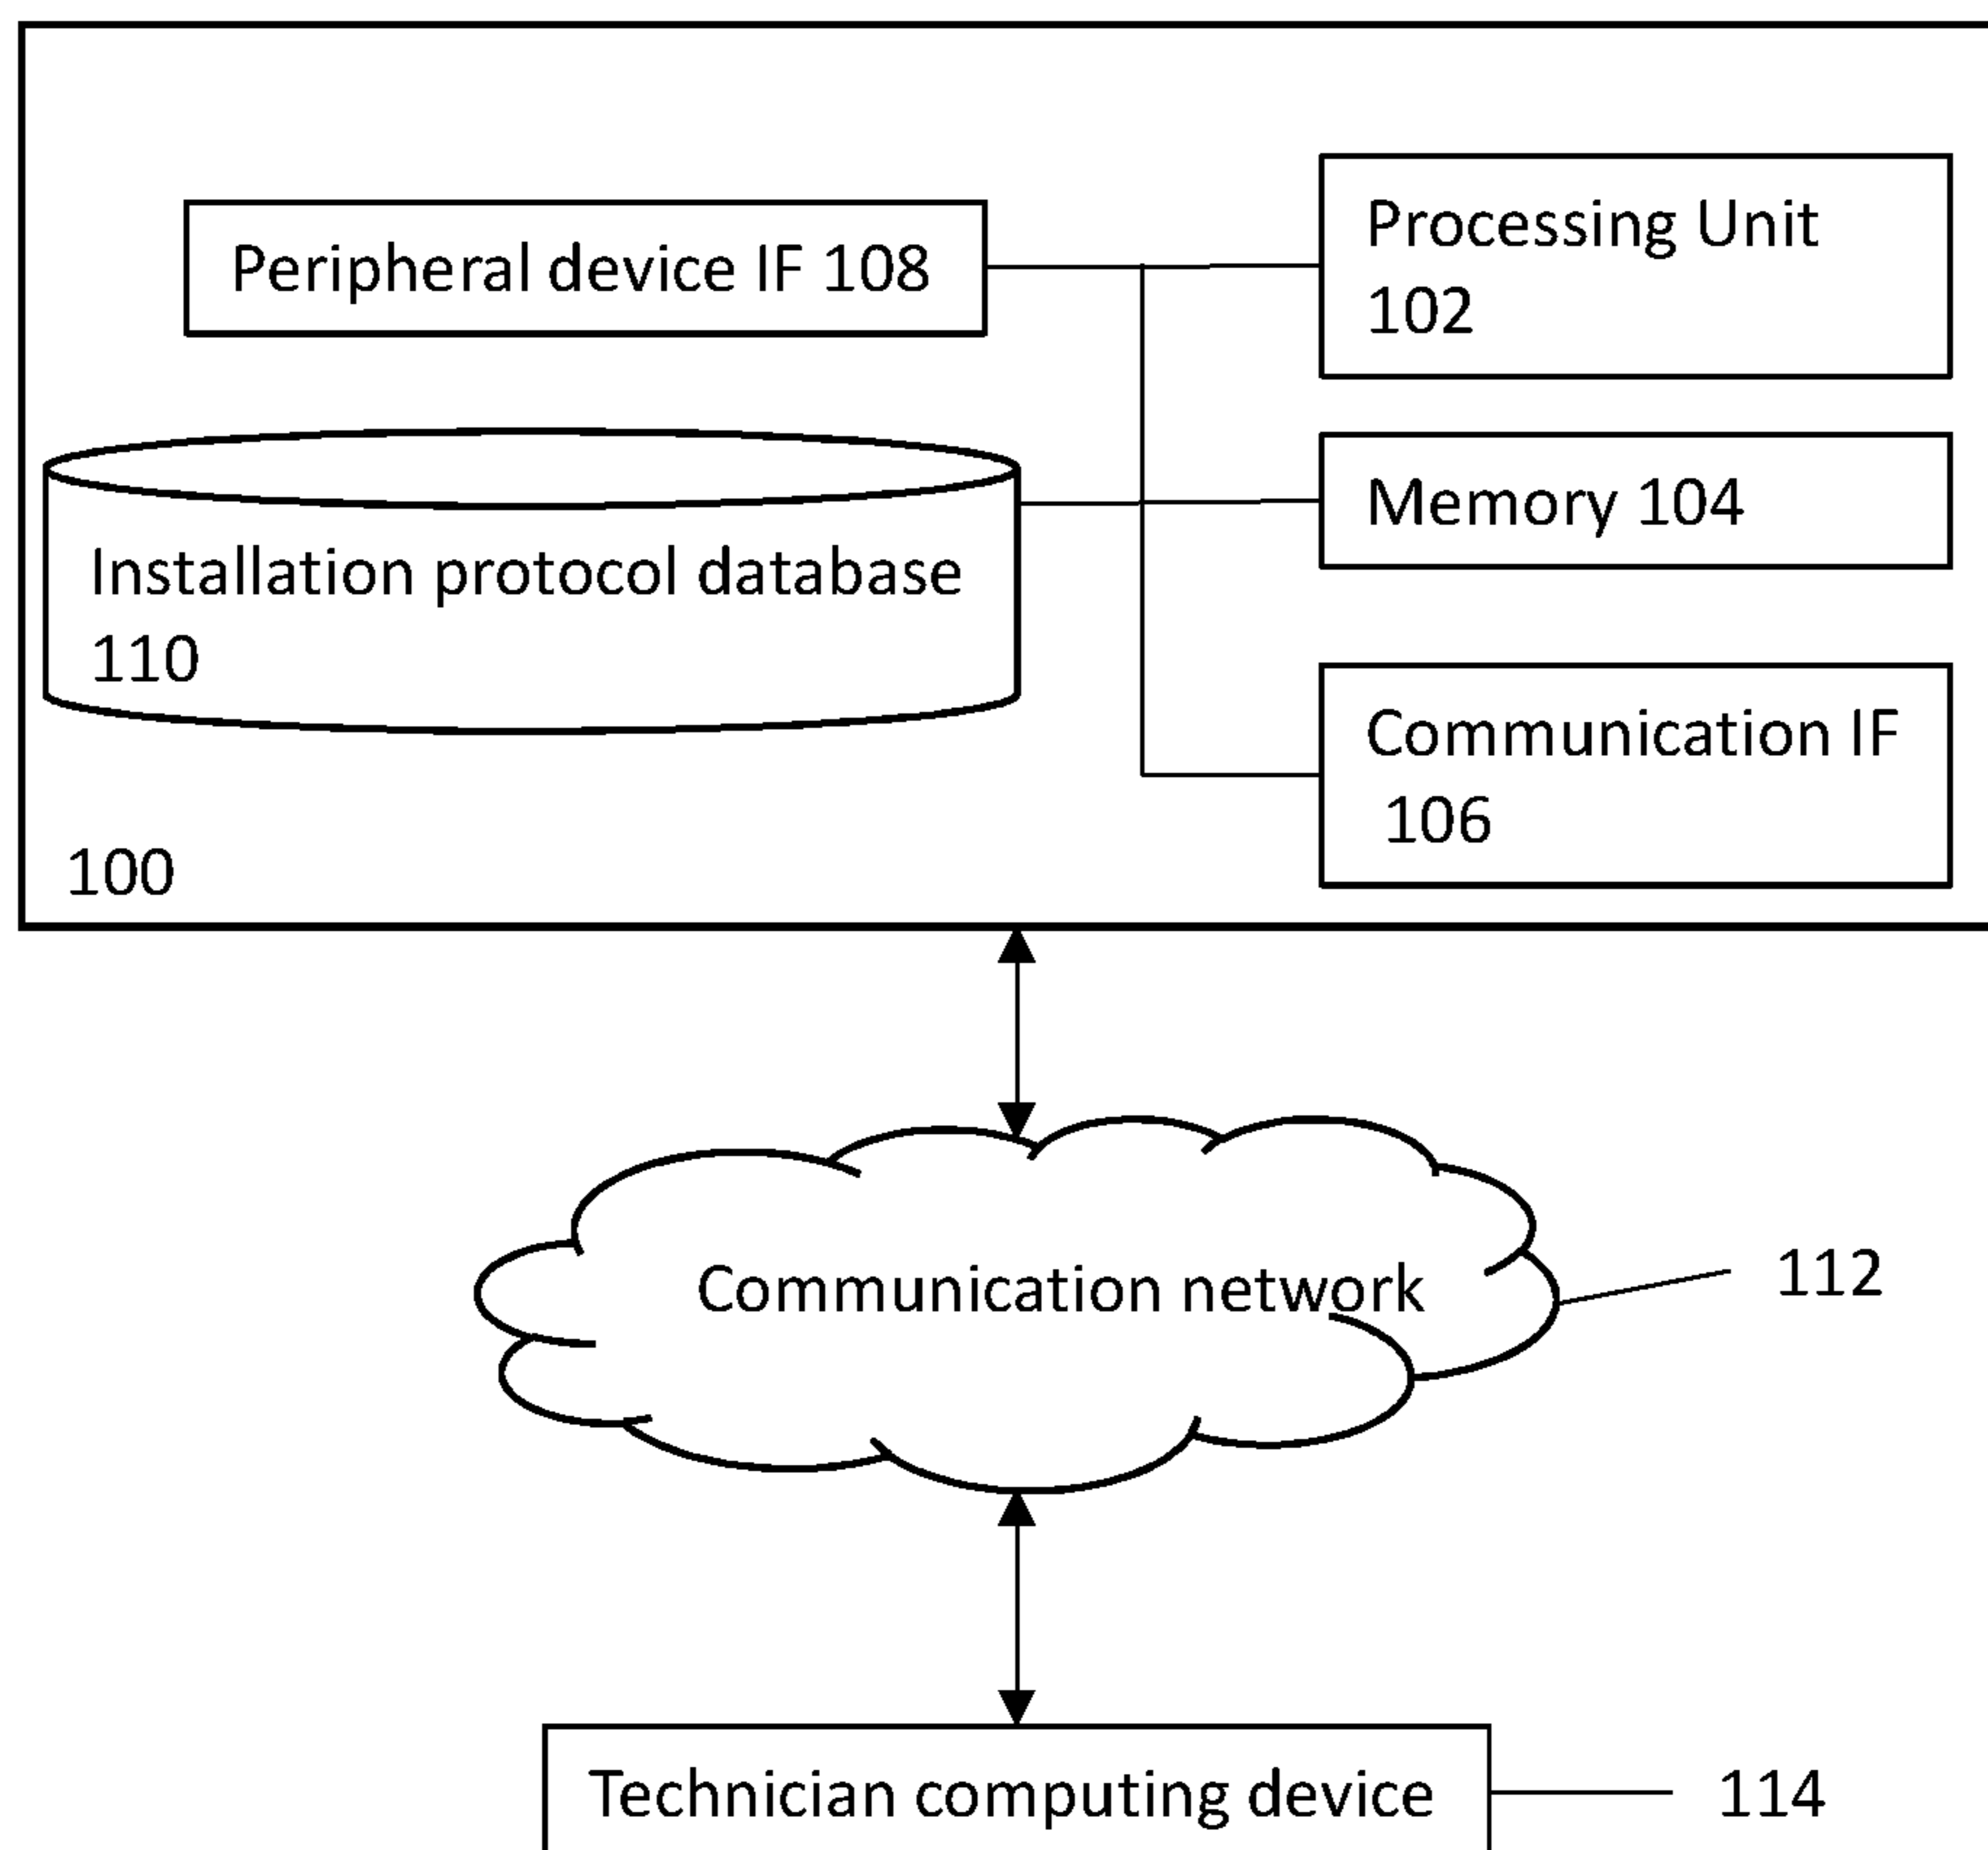 Peripheral device IF 108
Processing Unit
102
Installation protocol database
110
Memory 104
Communication IF
106
100
Communication network
112
Technician computing device
114